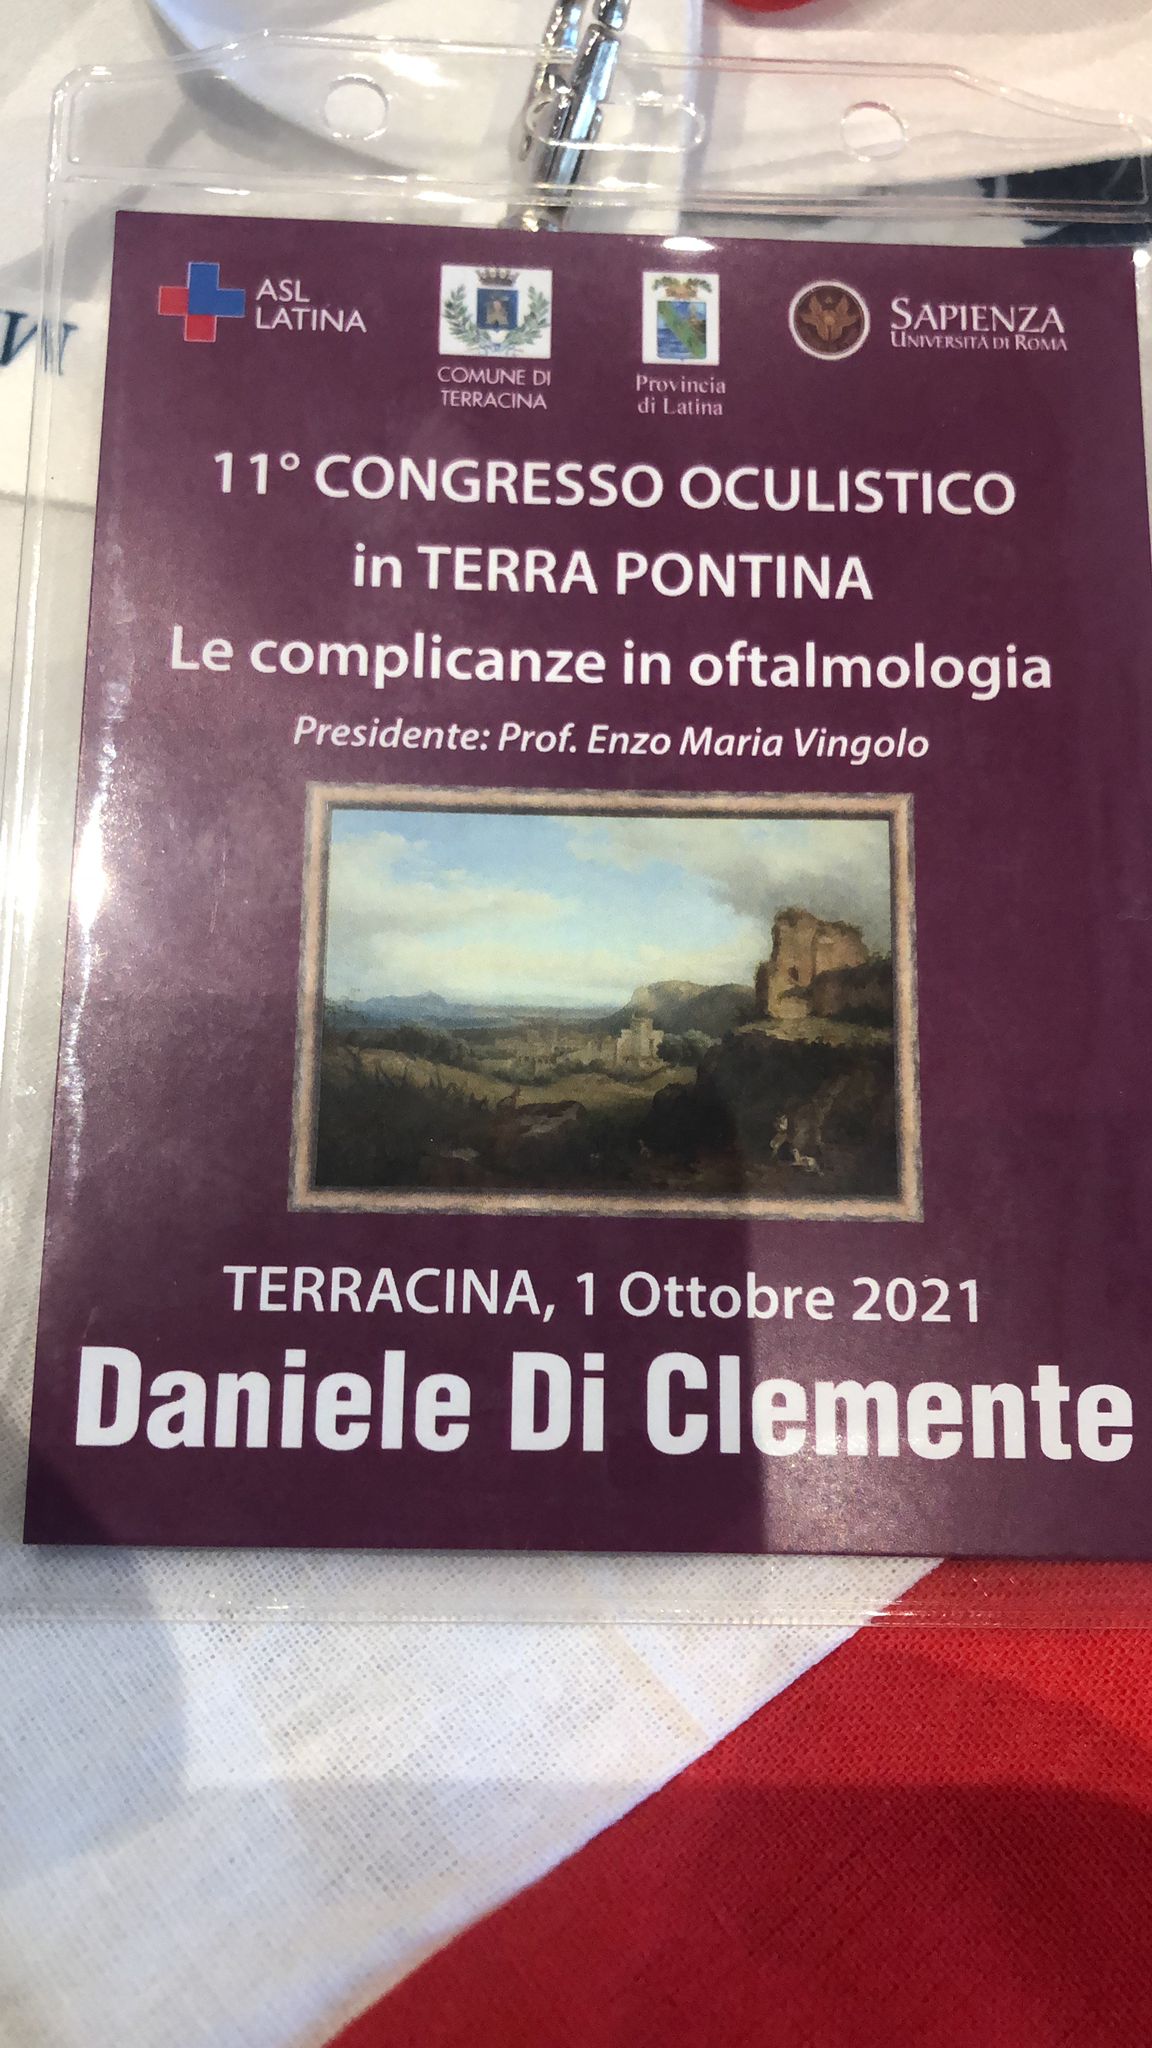 ASL
LATINA
COMUNE DI
TERRACINA
Provincia
di Latina
SAPIENZA
UNIVERSITÀ DI ROMA
11° CONGRESSO OCULISTICO
in TERRA PONTINA
Le complicanze in oftalmologia
Presidente: Prof. Enzo Maria Vingolo
TERRACINA, 1 Ottobre 2021
Daniele Di Clemente